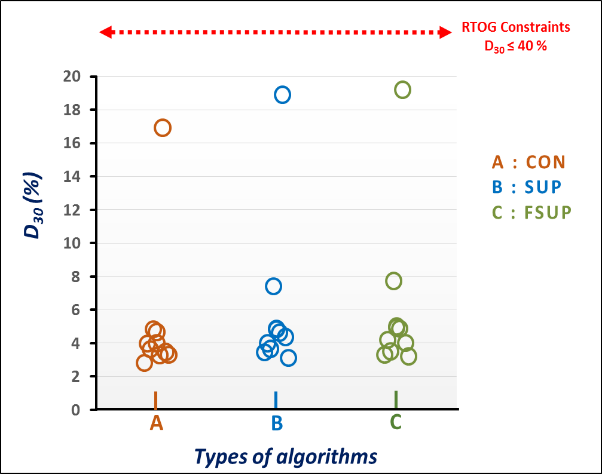 RTOG Constraints
D30 ≤ 40 %
20
18
16
14
12
10
8
6
4
2
0
D30 (%)
A : CON
B : SUP
C : FSUP
A
B
C
Types of algorithms